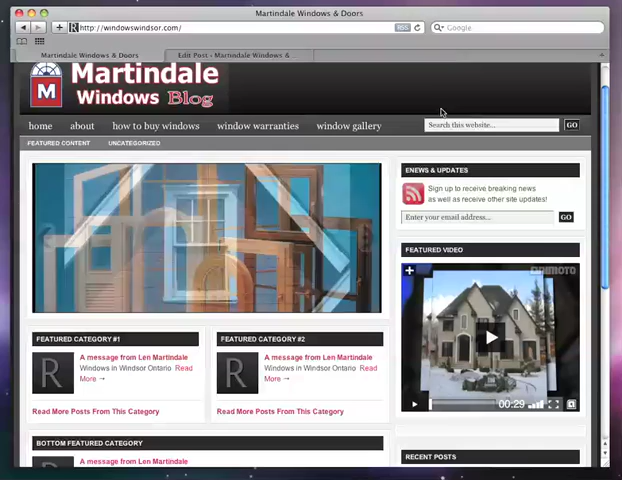 Martindale Windows & Doors
http://windowswindsor.com/
RSS
Google
Martindale Windows & Doors
Edit Post ‹ Martindale Windows &
M
Martindale
Windows Blog
home about how to buy windows window warranties window gallery
Search this website...
GO
FEATURED CONTENT UNCATEGORIZED
ENEWS & UPDATES
Sign up to receive breaking news
as well as receive other site updates!
Enter your email address...
GO
FEATURED VIDEO
ANIMOTO
00:29
FEATURED CATEGORY #1
R
A message from Len Martindale
Windows in Windsor Ontario Read
More →
Read More Posts From This Category
FEATURED CATEGORY #2
R
A message from Len Martindale
Windows in Windsor Ontario Read
More →
Read More Posts From This Category
BOTTOM FEATURED CATEGORY
A message from Len Martindale
RECENT POSTS